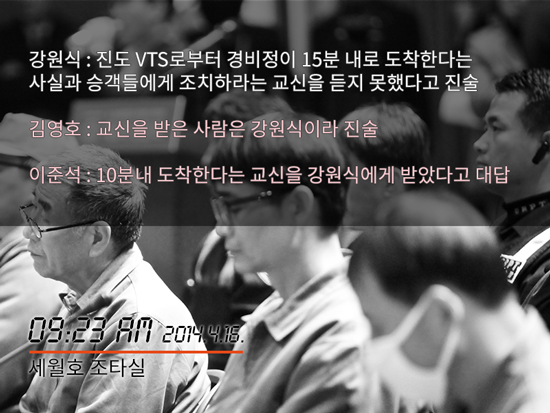 강원식 : 진도 VTS로부터 경비정이 15분 내로 도착한다는
사실과 승객들에게 조치하라는 교신을 듣지 못했다고 진술
김영호 : 교신을 받은 사람은 강원식이라 진술
이준석 : 10분내 도착한다는 교신을 강원식에게 받았다고 대답
09:23 AM 2014.4.16.
세월호 조타실